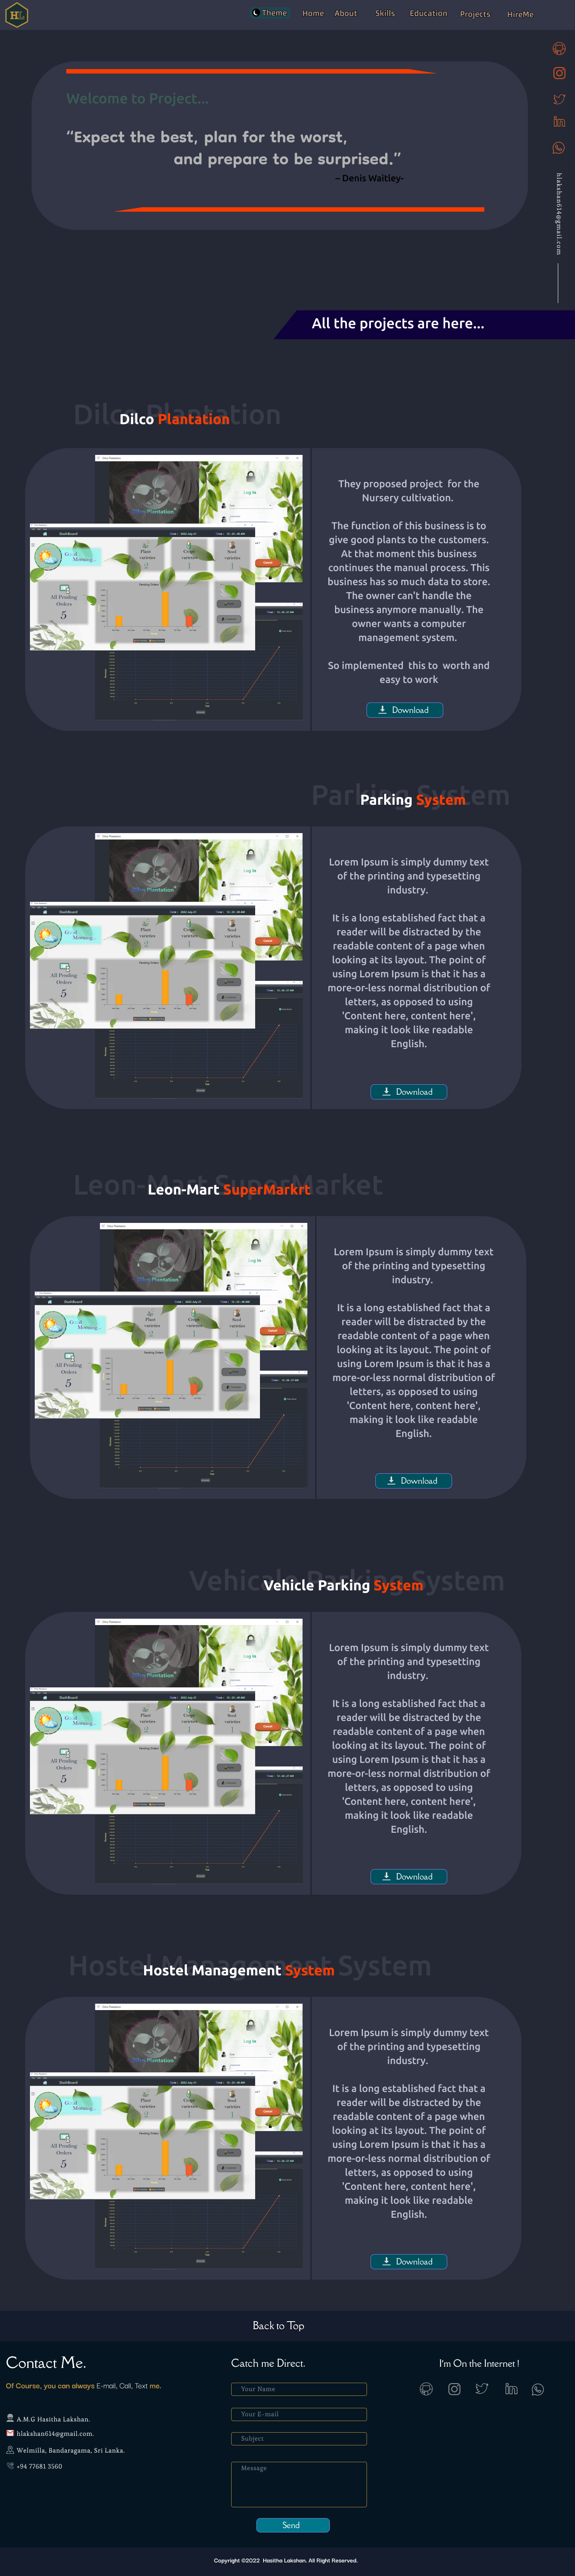 Theme Home About Skills Education Projects HireMe
Welcome to Project...
“Expect the best, plan for the worst,
and prepare to be surprised.”
– Denis Waitley-
hlakshan614@gmail.com
All the projects are here...
Dilco Plantation
Dilco Plantation
They proposed project for the
Nursery cultivation.
The function of this business is to
give good plants to the customers.
At that moment this business
continues the manual process. This
business has so much data to store.
The owner can't handle the
business anymore manually. The
owner wants a computer
management system.
So implemented this to worth and
easy to work
Download
Log In
Good
Morning...
Plant
varieties
2
varieties
1
Seed
varieties
1
All Pending
Orders
5
Pending Orders
Parking System
Parking System
Lorem Ipsum is simply dummy text
of the printing and typesetting
industry.
It is a long established fact that a
reader will be distracted by the
readable content of a page when
looking at its layout. The point of
using Lorem Ipsum is that it has a
more-or-less normal distribution of
letters, as opposed to using
'Content here, content here',
making it look like readable
English.
Download
Leon-Mart SuperMarket
Leon-Mart SuperMarkrt
Lorem Ipsum is simply dummy text
of the printing and typesetting
industry.
It is a long established fact that a
reader will be distracted by the
readable content of a page when
looking at its layout. The point of
using Lorem Ipsum is that it has a
more-or-less normal distribution of
letters, as opposed to using
'Content here, content here',
making it look like readable
English.
Download
Vehicale Parking System
Vehicle Parking System
Lorem Ipsum is simply dummy text
of the printing and typesetting
industry.
It is a long established fact that a
reader will be distracted by the
readable content of a page when
looking at its layout. The point of
using Lorem Ipsum is that it has a
more-or-less normal distribution of
letters, as opposed to using
'Content here, content here',
making it look like readable
English.
Download
Hostel Management System
Hostel Management System
Lorem Ipsum is simply dummy text
of the printing and typesetting
industry.
It is a long established fact that a
reader will be distracted by the
readable content of a page when
looking at its layout. The point of
using Lorem Ipsum is that it has a
more-or-less normal distribution of
letters, as opposed to using
'Content here, content here',
making it look like readable
English.
Download
Back to Top
Contact Me.
Of Course, you can always E-mail, Call, Text me.
A.M.G Hasitha Lakshan.
hlakshan614@gmail.com.
Welmilla, Bandaragama, Sri Lanka.
+94 77681 3560
Catch me Direct.
Your Name
Your E-mail
Subject
Message
Send
I'm On the Internet !
Copyright ©2022 Hasitha Lakshan. All Right Reserved.